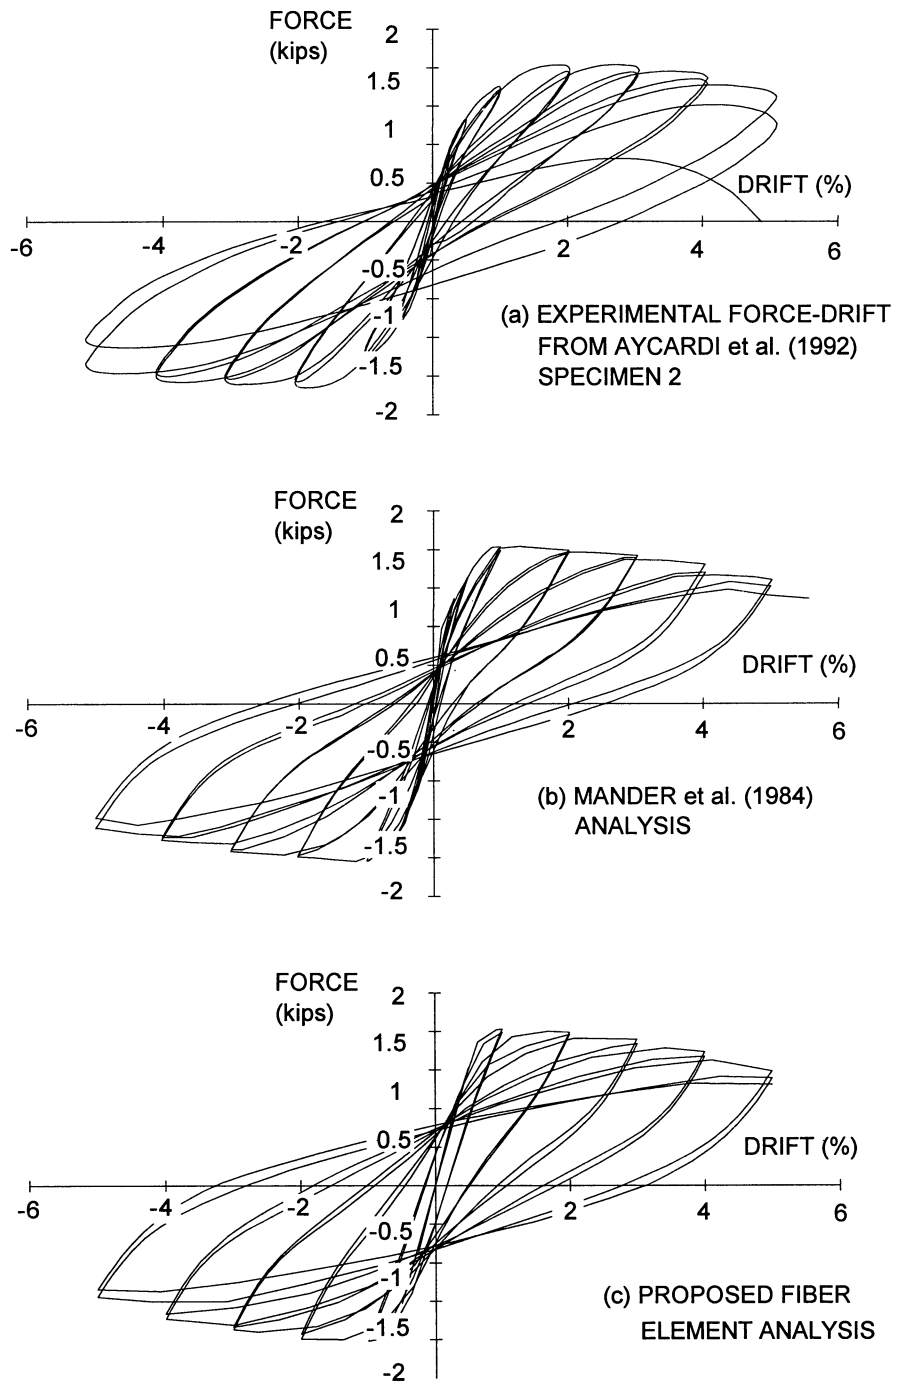 FORCE
(kips)
2
1.5
1
0.5
DRIFT (%)
-6 -4 -2 2 4 6
-0.5
-1
-1.5
-2
(a) EXPERIMENTAL FORCE-DRIFT
FROM AYCARDI et al. (1992)
SPECIMEN 2
FORCE
(kips)
2
1.5
1
0.5
DRIFT (%)
-6 -4 -2 2 4 6
-0.5
-1
-1.5
-2
(b) MANDER et al. (1984)
ANALYSIS
FORCE
(kips)
2
1.5
1
0.5
DRIFT (%)
-6 -4 -2 2 4 6
-0.5
-1
-1.5
-2
(c) PROPOSED FIBER
ELEMENT ANALYSIS